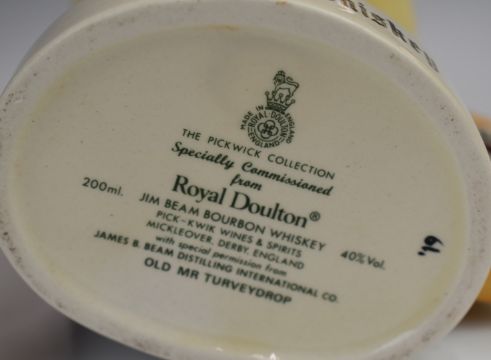 MADE IN ENGLAND
ROYAL DOULTON
ENGLAND
THE PICKWICK COLLECTION
Specially Commissioned
from
Royal Doulton®
200ml. JIM BEAM BOURBON WHISKEY 40% Vol.
PICK-KWIK WINES & SPIRITS
MICKLEOVER, DERBY, ENGLAND
with special permission from
JAMES B. BEAM DISTILLING INTERNATIONAL CO.
OLD MR TURVEYDROP